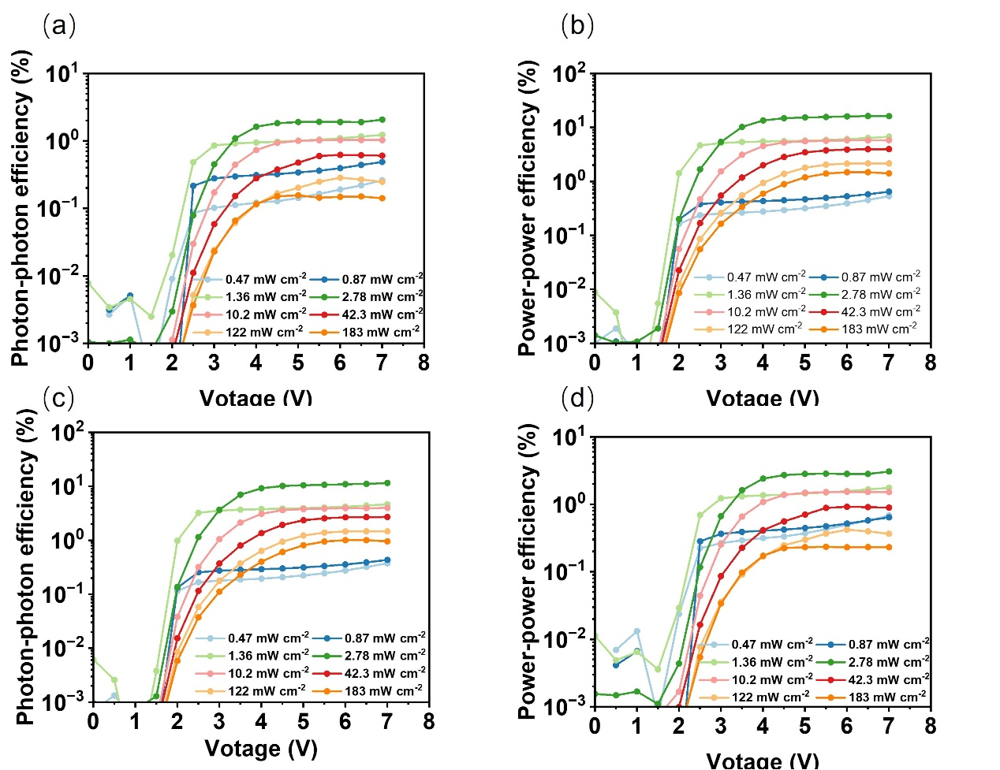 (a)
Photon-photon efficiency (%)
10^1
10^0
10^-1
10^-2
10^-3
0.47 mW cm^-2 0.87 mW cm^-2
1.36 mW cm^-2 2.78 mW cm^-2
10.2 mW cm^-2 42.3 mW cm^-2
122 mW cm^-2 183 mW cm^-2
0 1 2 3 4 5 6 7 8
Votage (V)
(b)
Power-power efficiency (%)
10^2
10^1
10^0
10^-1
10^-2
10^-3
0.47 mW cm^-2 0.87 mW cm^-2
1.36 mW cm^-2 2.78 mW cm^-2
10.2 mW cm^-2 42.3 mW cm^-2
122 mW cm^-2 183 mW cm^-2
0 1 2 3 4 5 6 7 8
Votage (V)
(c)
Photon-photon efficiency (%)
10^2
10^1
10^0
10^-1
10^-2
10^-3
0.47 mW cm^-2 0.87 mW cm^-2
1.36 mW cm^-2 2.78 mW cm^-2
10.2 mW cm^-2 42.3 mW cm^-2
122 mW cm^-2 183 mW cm^-2
0 1 2 3 4 5 6 7 8
Votage (V)
(d)
Power-power efficiency (%)
10^1
10^0
10^-1
10^-2
10^-3
0.47 mW cm^-2 0.87 mW cm^-2
1.36 mW cm^-2 2.78 mW cm^-2
10.2 mW cm^-2 42.3 mW cm^-2
122 mW cm^-2 183 mW cm^-2
0 1 2 3 4 5 6 7 8
Votage (V)